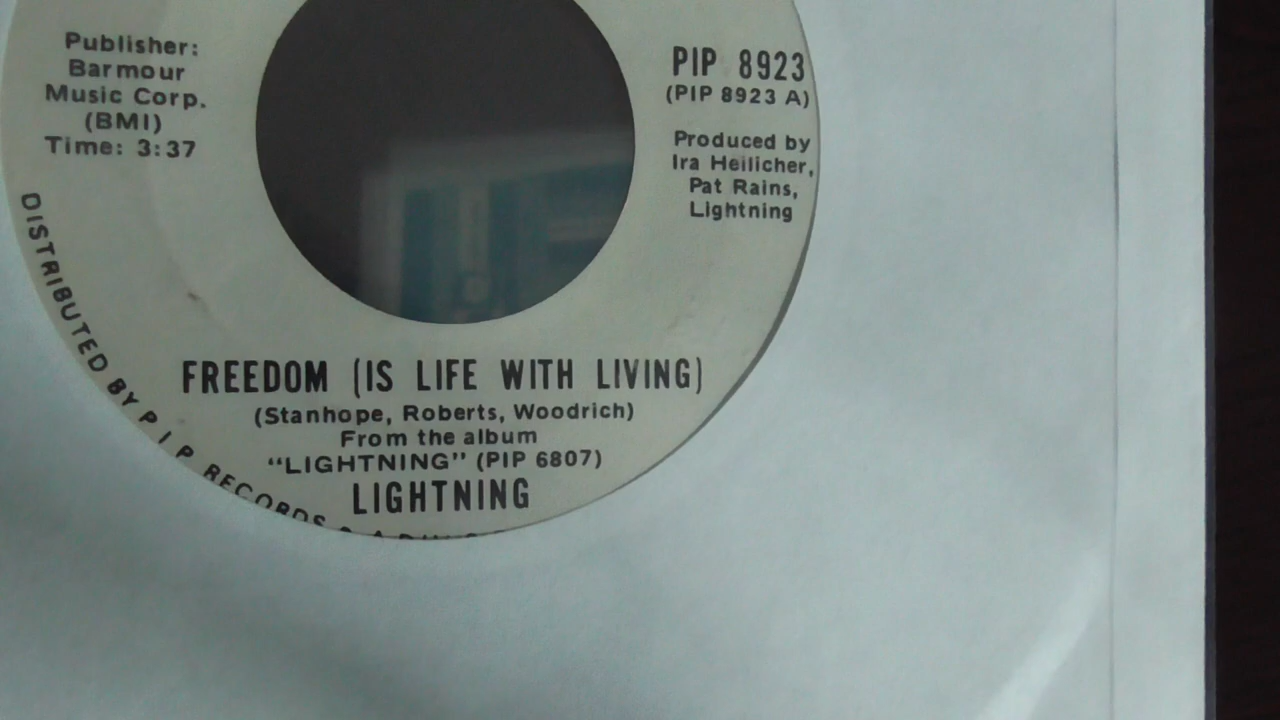 Publisher:
Barmour
Music Corp.
(BMI)
Time: 3:37
PIP 8923
(PIP 8923 A)
Produced by
Ira Heilicher,
Pat Rains,
Lightning
FREEDOM (IS LIFE WITH LIVING)
(Stanhope, Roberts, Woodrich)
From the album
“LIGHTNING” (PIP 6807)
LIGHTNING
DISTRIBUTED BY P I P RECORDS